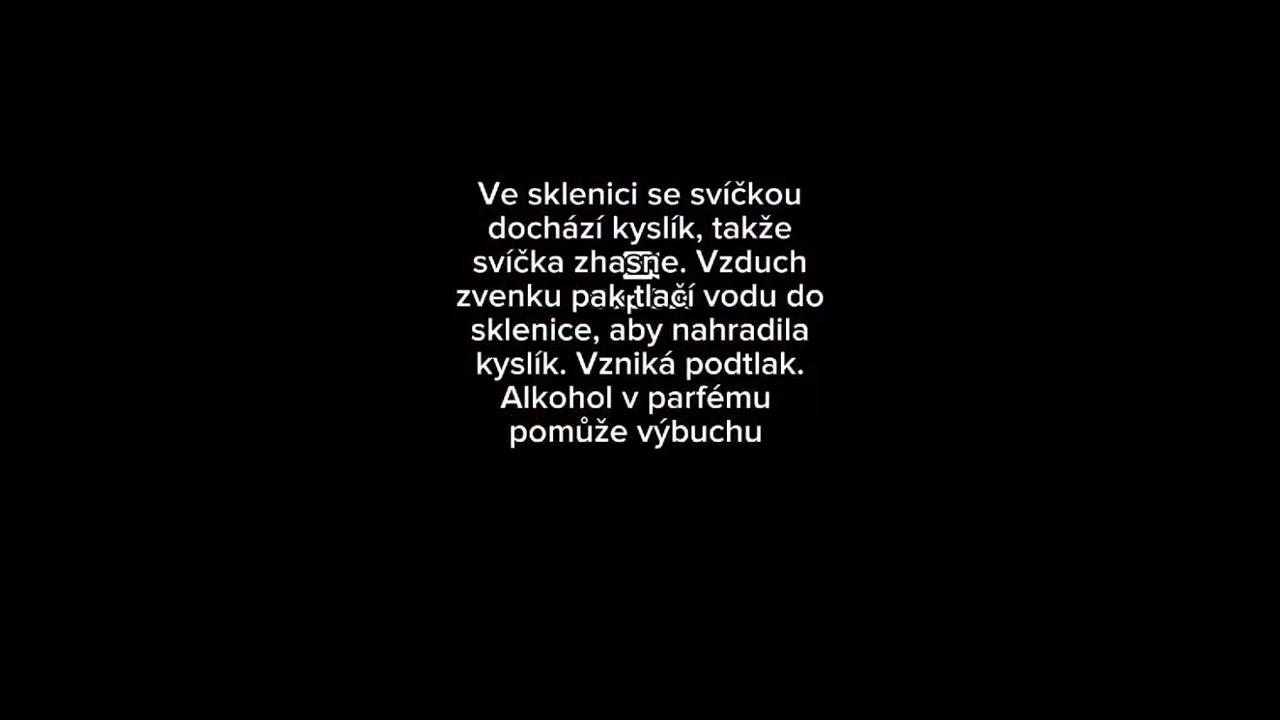 Ve sklenici se svíčkou
dochází kyslík, takže
svíčka zhasne. Vzduch
zvenku pak tlačí vodu do
sklenice, aby nahradila
kyslík. Vzniká podtlak.
Alkohol v parfému
pomůže výbuchu